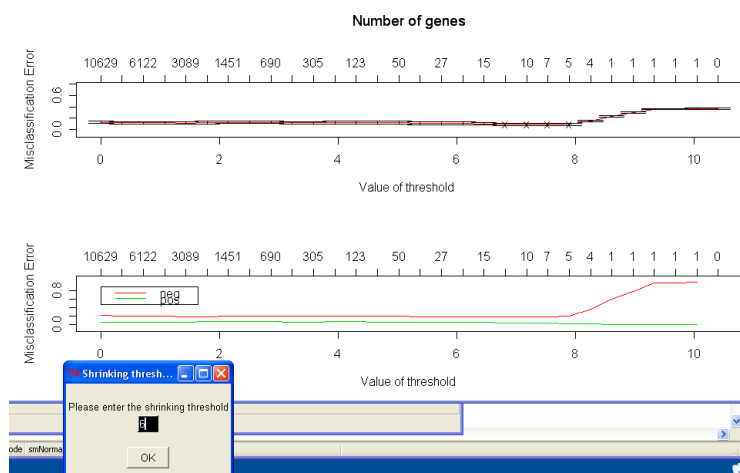 Number of genes
10629 6122 3089 1451 690 305 123 50 27 15 10 7 5 4 1 1 1 1 0
Misclassification Error
0.6
0.0
0 2 4 6 8 10
Value of threshold
10629 6122 3089 1451 690 305 123 50 27 15 10 7 5 4 1 1 1 1 0
Misclassification Error
0.8
0.0
neg
pos
0 2 4 6 8 10
Value of threshold
Shrinking thresh...
Please enter the shrinking threshold
6
OK
ode smNorma